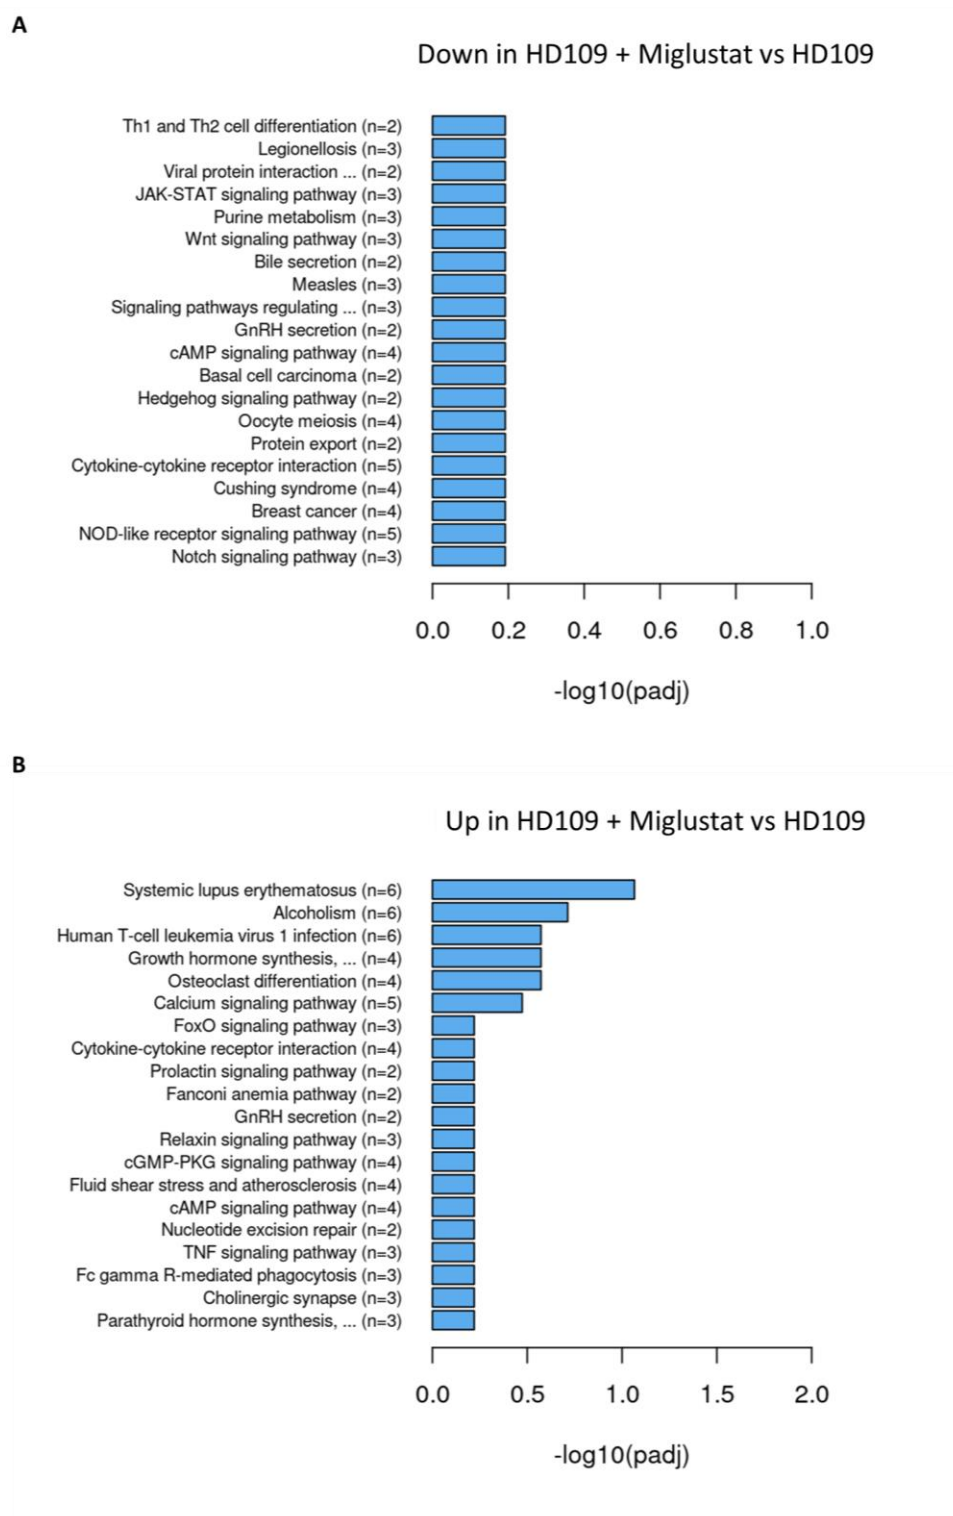 A
Down in HD109 + Miglustat vs HD109
Th1 and Th2 cell differentiation (n=2)
Legionellosis (n=3)
Viral protein interaction ... (n=2)
JAK-STAT signaling pathway (n=3)
Purine metabolism (n=3)
Wnt signaling pathway (n=3)
Bile secretion (n=2)
Measles (n=3)
Signaling pathways regulating ... (n=3)
GnRH secretion (n=2)
cAMP signaling pathway (n=4)
Basal cell carcinoma (n=2)
Hedgehog signaling pathway (n=2)
Oocyte meiosis (n=4)
Protein export (n=2)
Cytokine-cytokine receptor interaction (n=5)
Cushing syndrome (n=4)
Breast cancer (n=4)
NOD-like receptor signaling pathway (n=5)
Notch signaling pathway (n=3)
0.0 0.2 0.4 0.6 0.8 1.0
-log10(padj)
B
Up in HD109 + Miglustat vs HD109
Systemic lupus erythematosus (n=6)
Alcoholism (n=6)
Human T-cell leukemia virus 1 infection (n=6)
Growth hormone synthesis, ... (n=4)
Osteoclast differentiation (n=4)
Calcium signaling pathway (n=5)
FoxO signaling pathway (n=3)
Cytokine-cytokine receptor interaction (n=4)
Prolactin signaling pathway (n=2)
Fanconi anemia pathway (n=2)
GnRH secretion (n=2)
Relaxin signaling pathway (n=3)
cGMP-PKG signaling pathway (n=4)
Fluid shear stress and atherosclerosis (n=4)
cAMP signaling pathway (n=4)
Nucleotide excision repair (n=2)
TNF signaling pathway (n=3)
Fc gamma R-mediated phagocytosis (n=3)
Cholinergic synapse (n=3)
Parathyroid hormone synthesis, ... (n=3)
0.0 0.5 1.0 1.5 2.0
-log10(padj)